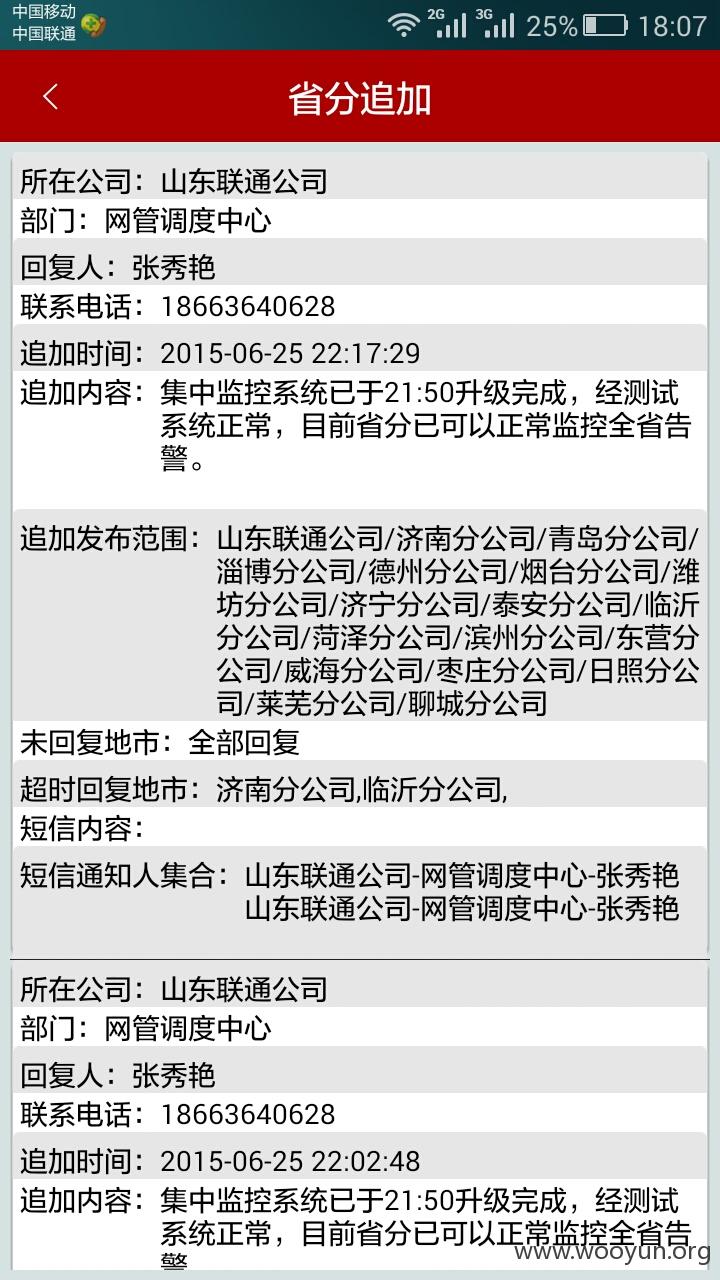 中国移动
中国联通
2G 3G 25% 18:07
省分追加
所在公司：山东联通公司
部门：网管调度中心
回复人：张秀艳
联系电话：18663640628
追加时间：2015-06-25 22:17:29
追加内容：集中监控系统已于21:50升级完成，经测试
系统正常，目前省分已可以正常监控全省告
警。
追加发布范围：山东联通公司/济南分公司/青岛分公司/
淄博分公司/德州分公司/烟台分公司/潍
坊分公司/济宁分公司/泰安分公司/临沂
分公司/菏泽分公司/滨州分公司/东营分
公司/威海分公司/枣庄分公司/日照分公
司/莱芜分公司/聊城分公司
未回复地市：全部回复
超时回复地市：济南分公司,临沂分公司,
短信内容：
短信通知人集合：山东联通公司-网管调度中心-张秀艳
山东联通公司-网管调度中心-张秀艳
所在公司：山东联通公司
部门：网管调度中心
回复人：张秀艳
联系电话：18663640628
追加时间：2015-06-25 22:02:48
追加内容：集中监控系统已于21:50升级完成，经测试
系统正常，目前省分已可以正常监控全省告
警
www.wooyun.org